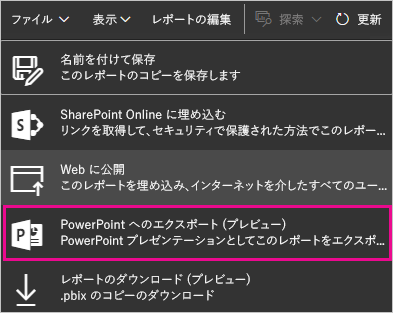 ファイル 表示 レポートの編集 探索 更新
名前を付けて保存
このレポートのコピーを保存します
SharePoint Online に埋め込む
リンクを取得して、セキュリティで保護された方法でこのレポー...
Web に公開
このレポートを埋め込み、インターネットを介したすべてのユー...
PowerPoint へのエクスポート (プレビュー)
PowerPoint プレゼンテーションとしてこのレポートをエクスポ...
レポートのダウンロード (プレビュー)
.pbix のコピーのダウンロード